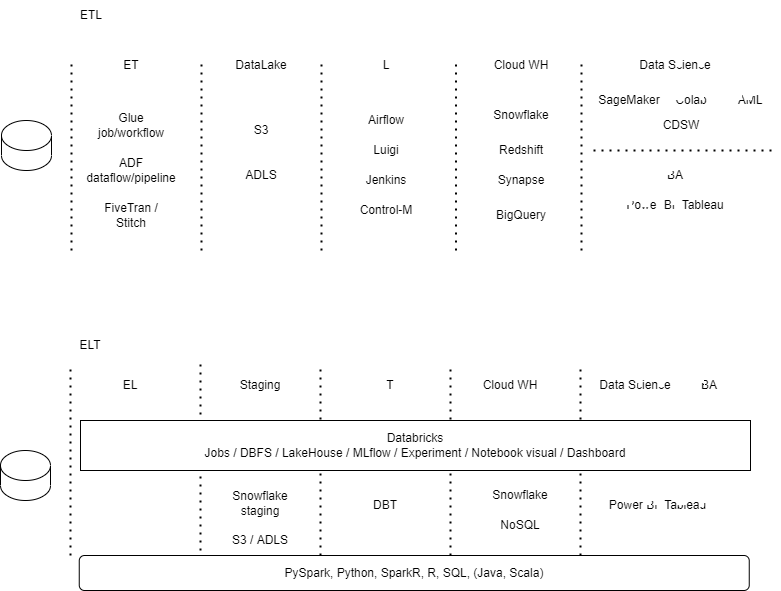 ETL
ET
DataLake
L
Cloud WH
Data Science
Glue
job/workflow
ADF
dataflow/pipeline
FiveTran /
Stitch
S3
ADLS
Airflow
Luigi
Jenkins
Control-M
Snowflake
Redshift
Synapse
BigQuery
SageMaker
AML
CDSW
BA
Tableau
ELT
EL
Staging
T
Cloud WH
Data Science
BA
Databricks
Jobs / DBFS / LakeHouse / MLflow / Experiment / Notebook visual / Dashboard
Snowflake
staging
S3 / ADLS
DBT
Snowflake
NoSQL
Power BI Tableau
PySpark, Python, SparkR, R, SQL, (Java, Scala)